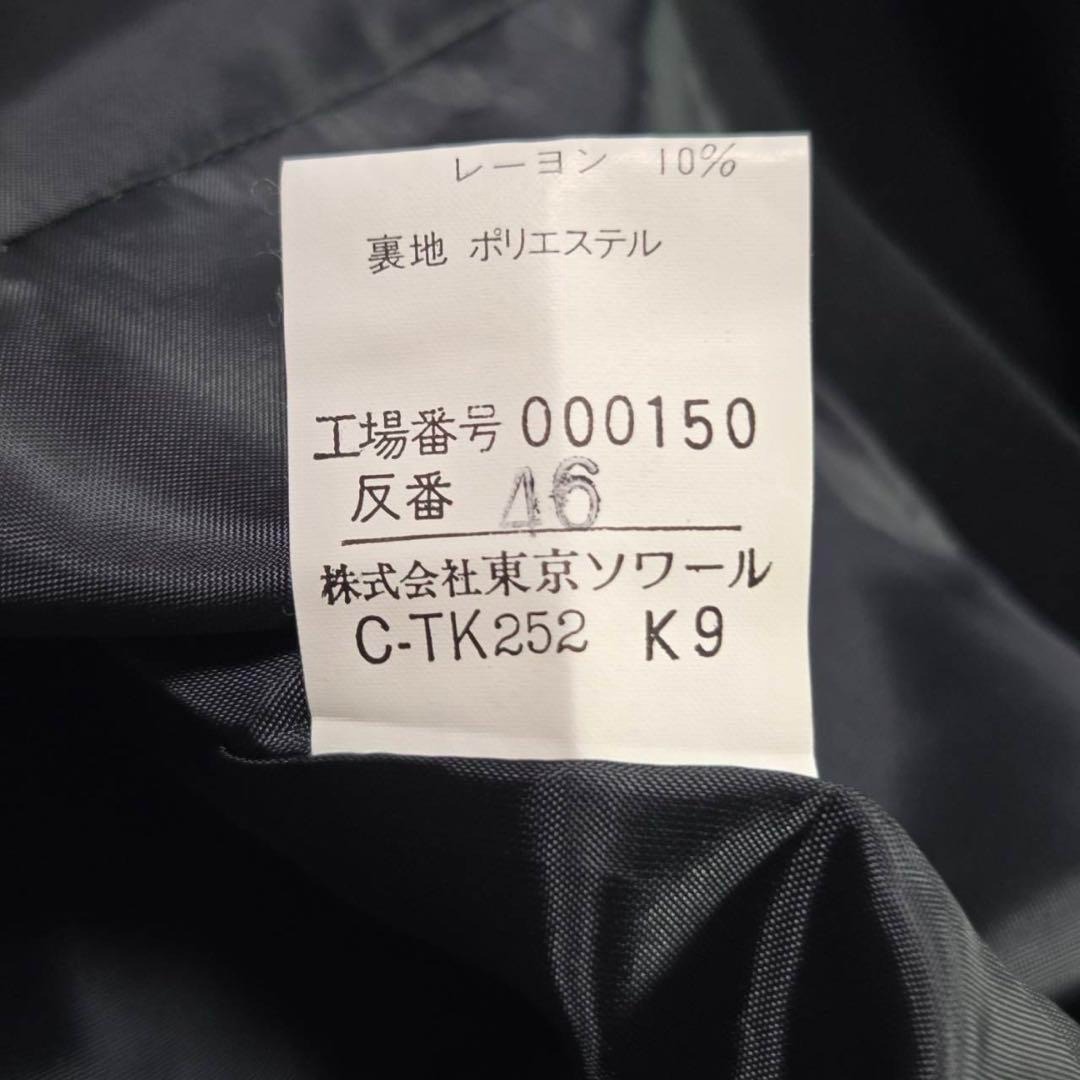 レーヨン 10%
裏地 ポリエステル
工場番号 000150
反番 46
株式会社東京ソワール
C-TK252 K9